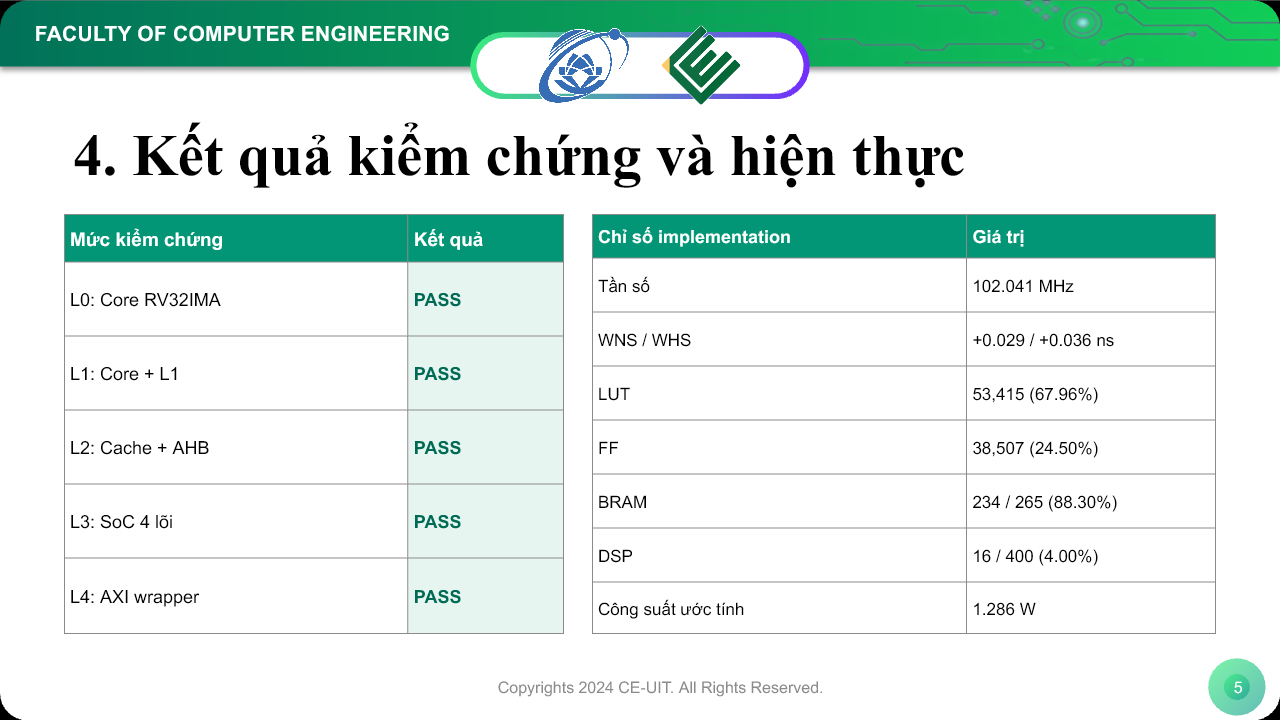 FACULTY OF COMPUTER ENGINEERING
4. Kết quả kiểm chứng và hiện thực
Mức kiểm chứng Kết quả
L0: Core RV32IMA PASS
L1: Core + L1 PASS
L2: Cache + AHB PASS
L3: SoC 4 lõi PASS
L4: AXI wrapper PASS
Chỉ số implementation Giá trị
Tần số 102.041 MHz
WNS / WHS +0.029 / +0.036 ns
LUT 53,415 (67.96%)
FF 38,507 (24.50%)
BRAM 234 / 265 (88.30%)
DSP 16 / 400 (4.00%)
Công suất ước tính 1.286 W
Copyrights 2024 CE-UIT. All Rights Reserved.
5